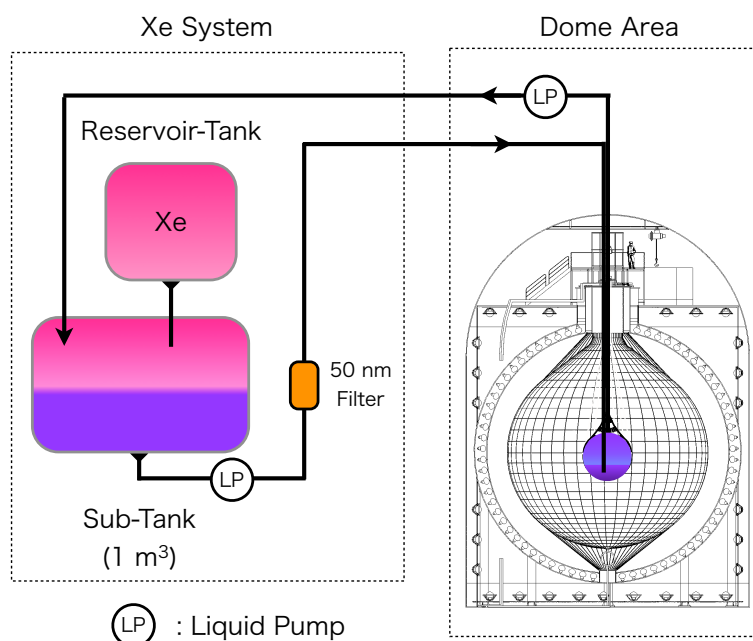 Xe System
Dome Area
LP
Reservoir-Tank
Xe
50 nm
Filter
LP
Sub-Tank
(1 m³)
LP : Liquid Pump